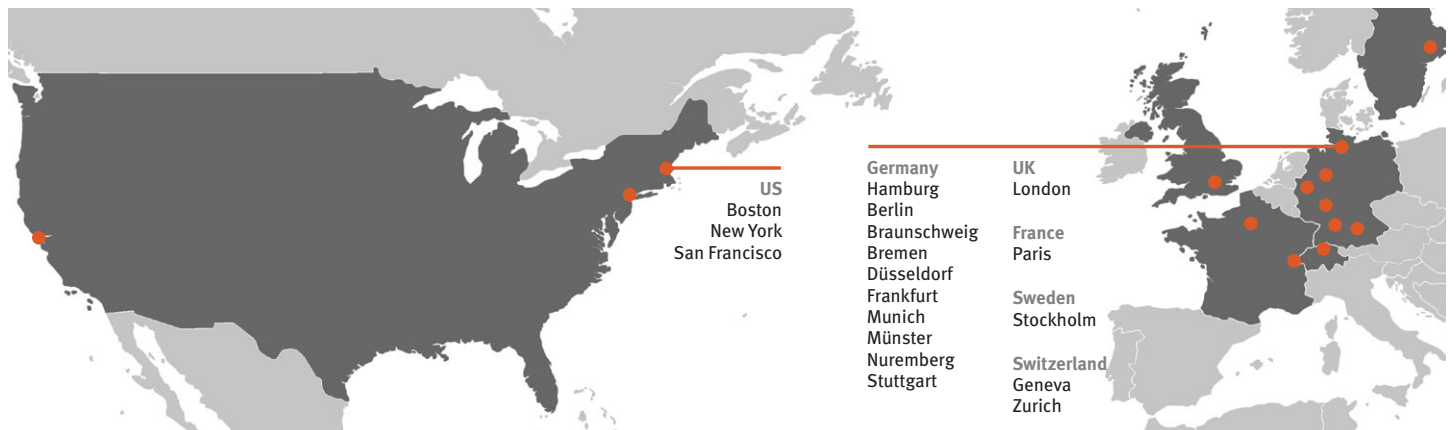 US
Boston
New York
San Francisco
Germany
Hamburg
Berlin
Braunschweig
Bremen
Düsseldorf
Frankfurt
Munich
Münster
Nuremberg
Stuttgart
UK
London
France
Paris
Sweden
Stockholm
Switzerland
Geneva
Zurich